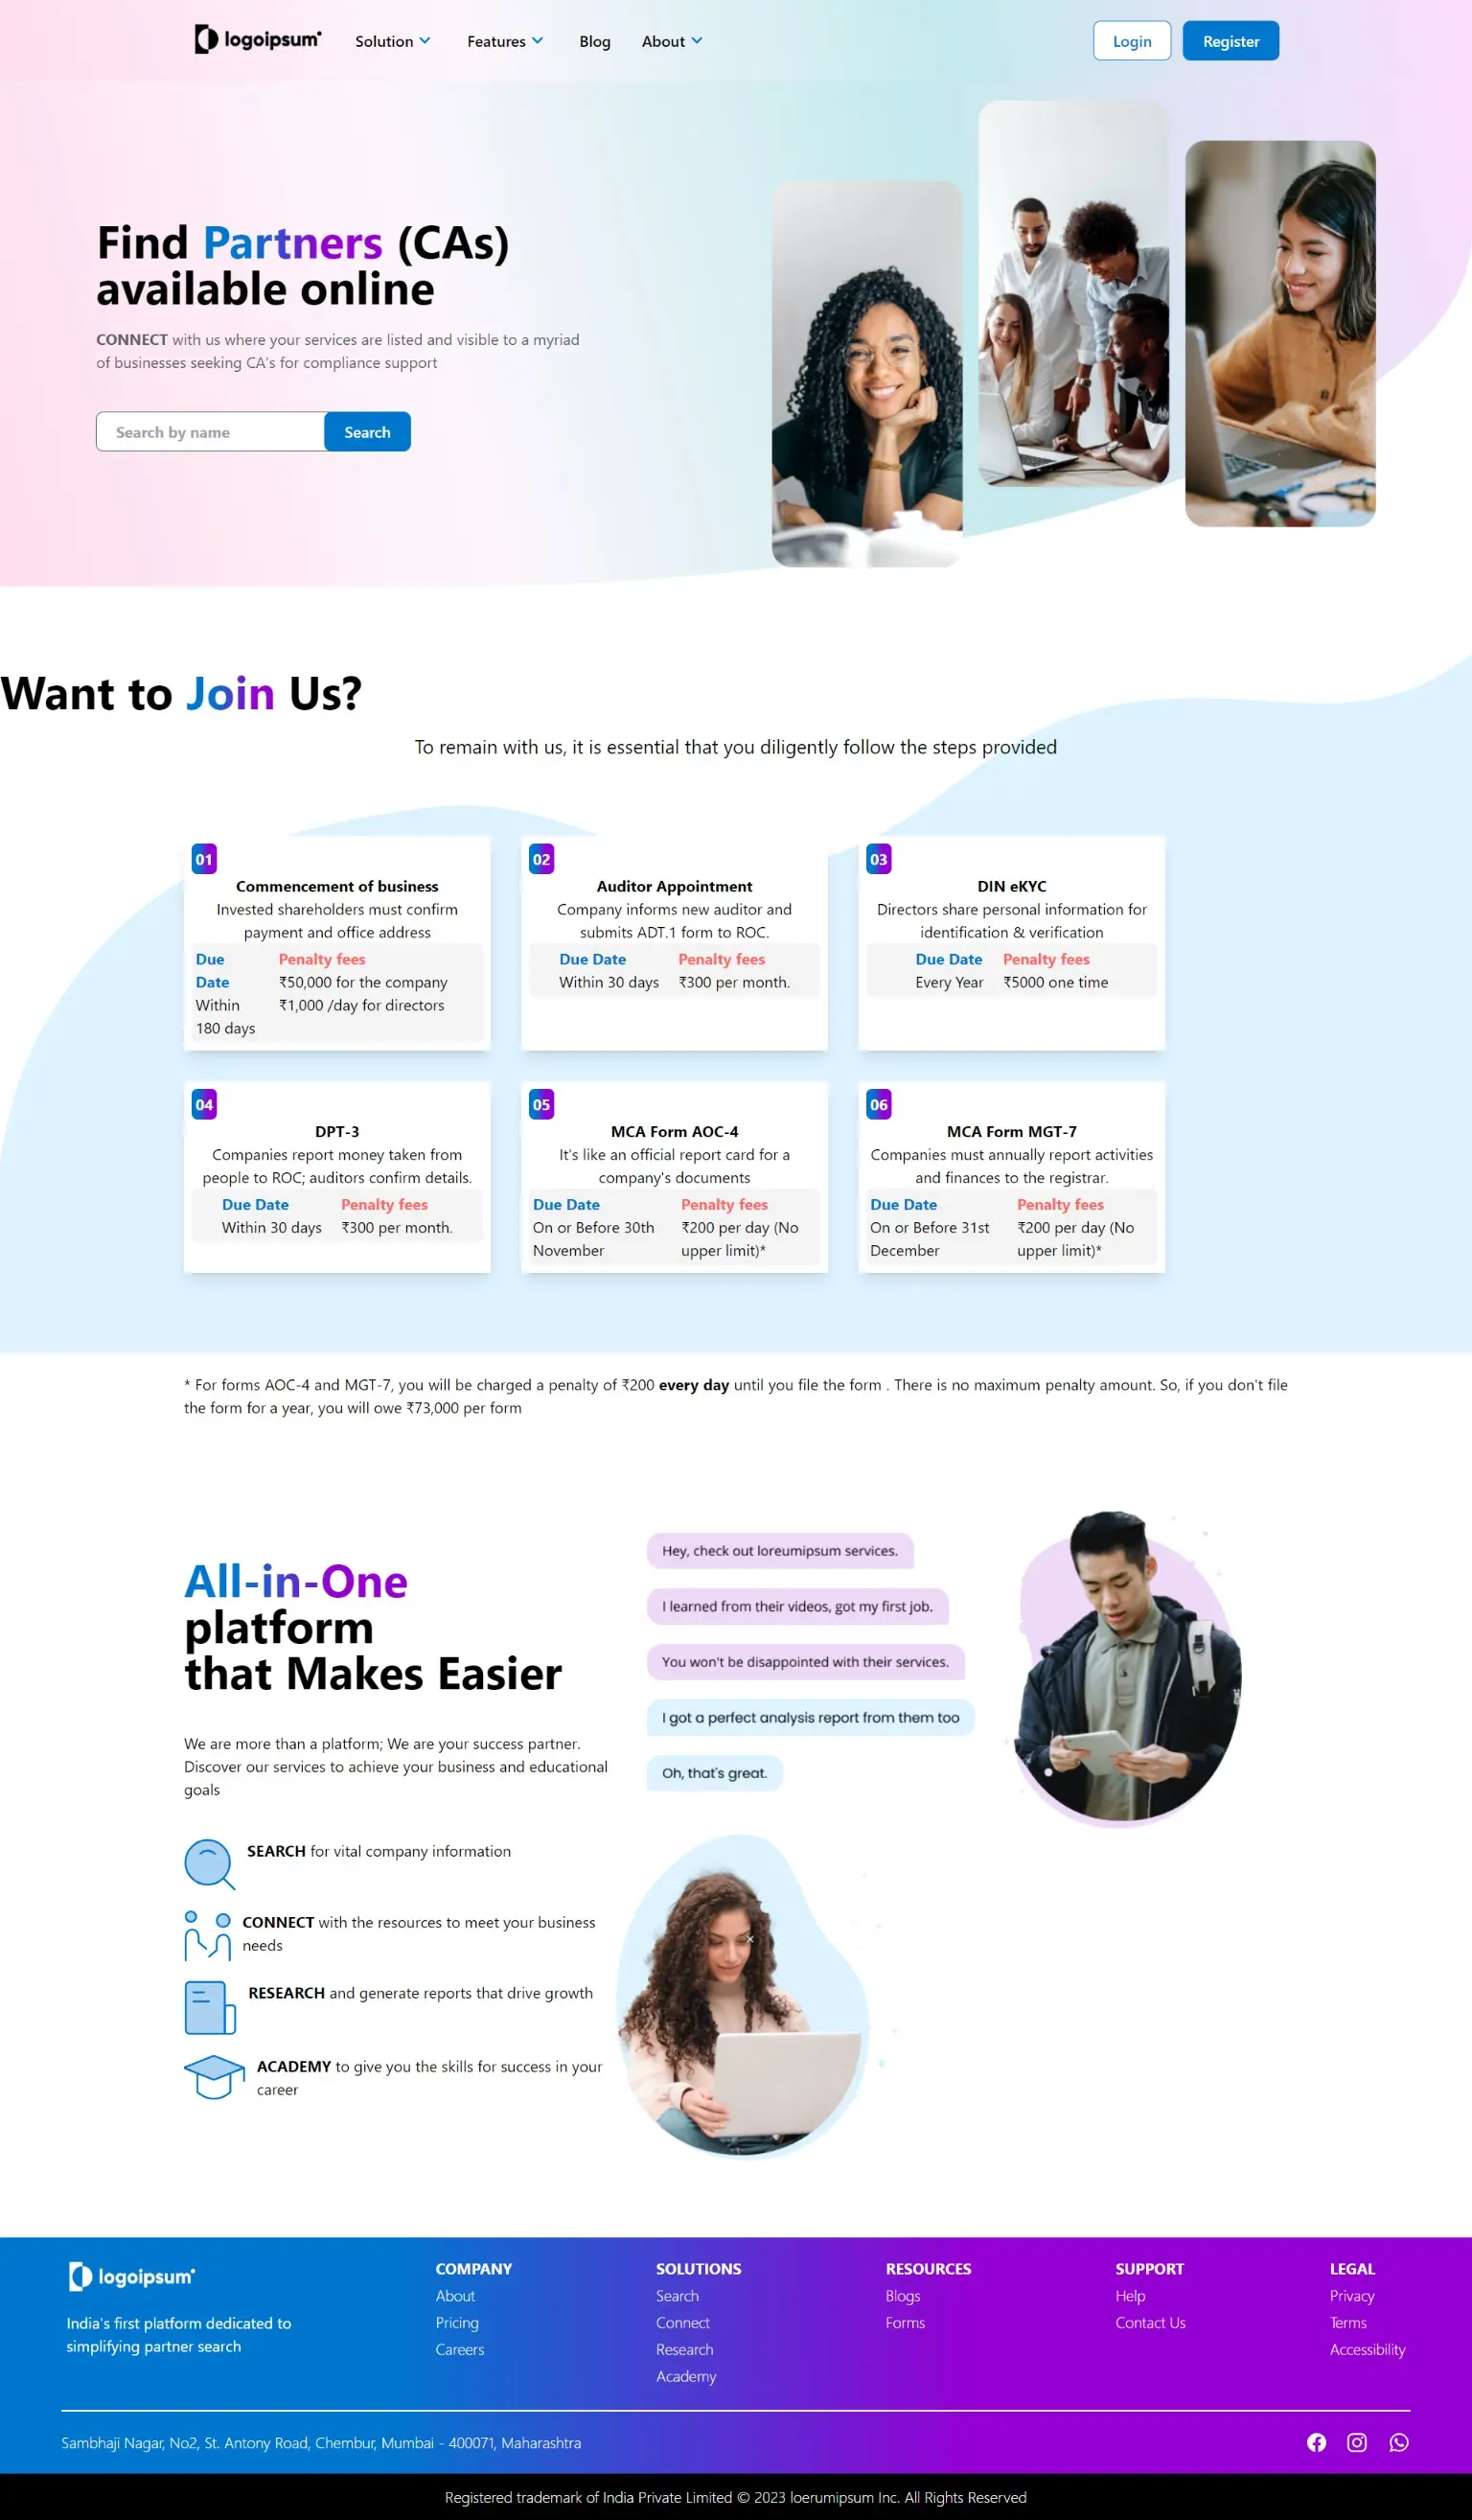 logoipsum
Solution
Features
Blog
About
Login
Register
Find Partners (CAs)
available online
CONNECT with us where your services are listed and visible to a myriad
of businesses seeking CA's for compliance support
Search by name
Search
Want to Join Us?
To remain with us, it is essential that you diligently follow the steps provided
01
Commencement of business
Invested shareholders must confirm
payment and office address
Due
Date
Within
180 days
Penalty fees
₹50,000 for the company
₹1,000 /day for directors
02
Auditor Appointment
Company informs new auditor and
submits ADT.1 form to ROC.
Due Date
Within 30 days
Penalty fees
₹300 per month.
03
DIN eKYC
Directors share personal information for
identification & verification
Due Date
Every Year
Penalty fees
₹5000 one time
04
DPT-3
Companies report money taken from
people to ROC; auditors confirm details.
Due Date
Within 30 days
Penalty fees
₹300 per month.
05
MCA Form AOC-4
It's like an official report card for a
company's documents
Due Date
On or Before 30th
November
Penalty fees
₹200 per day (No
upper limit)*
06
MCA Form MGT-7
Companies must annually report activities
and finances to the registrar.
Due Date
On or Before 31st
December
Penalty fees
₹200 per day (No
upper limit)*
* For forms AOC-4 and MGT-7, you will be charged a penalty of ₹200 every day until you file the form . There is no maximum penalty amount. So, if you don't file
the form for a year, you will owe ₹73,000 per form
All-in-One
platform
that Makes Easier
We are more than a platform; We are your success partner.
Discover our services to achieve your business and educational
goals
SEARCH for vital company information
CONNECT with the resources to meet your business
needs
RESEARCH and generate reports that drive growth
ACADEMY to give you the skills for success in your
career
Hey, check out loreumipsum services.
I learned from their videos, got my first job.
You won't be disappointed with their services.
I got a perfect analysis report from them too
Oh, that's great.
logoipsum
India's first platform dedicated to
simplifying partner search
COMPANY
About
Pricing
Careers
SOLUTIONS
Search
Connect
Research
Academy
RESOURCES
Blogs
Forms
SUPPORT
Help
Contact Us
LEGAL
Privacy
Terms
Accessibility
Sambhaji Nagar, No2, St. Antony Road, Chembur, Mumbai - 400071, Maharashtra
Registered trademark of India Private Limited © 2023 loerumipsum Inc. All Rights Reserved